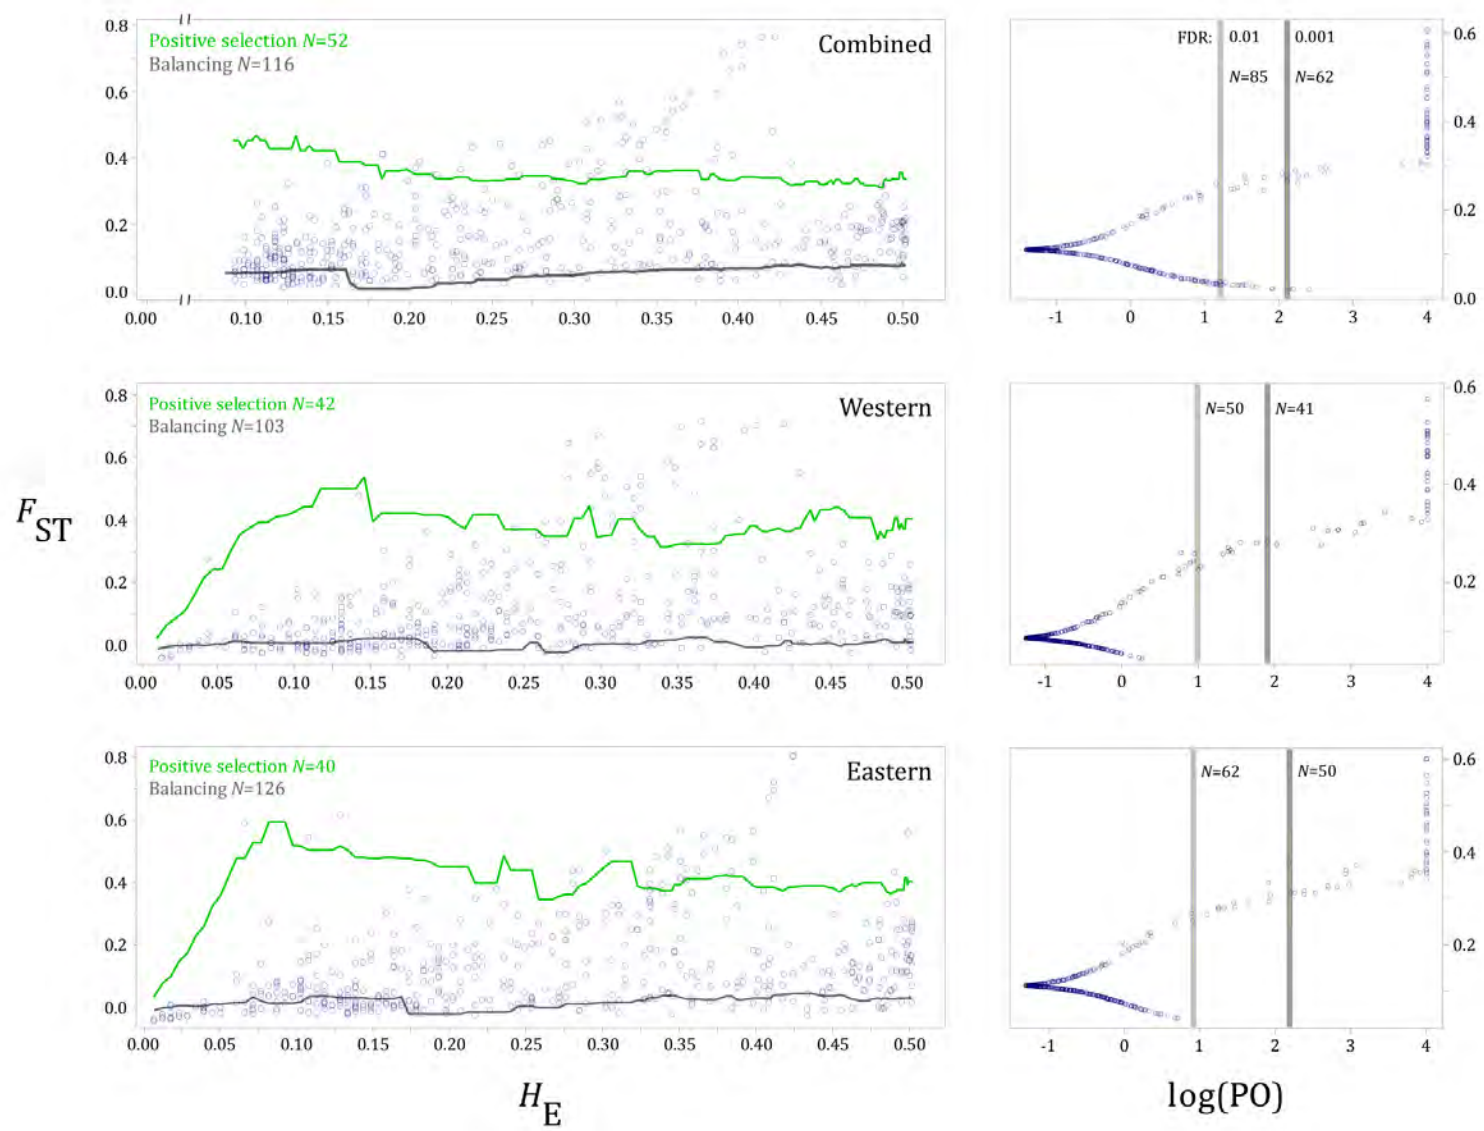 Positive selection N=52
Balancing N=116
Combined
0.8
0.6
0.4
0.2
0.0
0.00 0.10 0.15 0.20 0.25 0.30 0.35 0.40 0.45 0.50
FDR: 0.01 0.001
N=85 N=62
0.6
0.4
0.2
0.0
-1 0 1 2 3 4
Positive selection N=42
Balancing N=103
Western
0.8
0.6
0.4
0.2
0.0
0.00 0.05 0.10 0.15 0.20 0.25 0.30 0.35 0.40 0.45 0.50
N=50 N=41
0.6
0.4
0.2
-1 0 1 2 3 4
FST
Positive selection N=40
Balancing N=126
Eastern
0.8
0.6
0.4
0.2
0.0
0.00 0.05 0.10 0.15 0.20 0.25 0.30 0.35 0.40 0.45 0.50
N=62 N=50
0.6
0.4
0.2
-1 0 1 2 3 4
HE
log(PO)